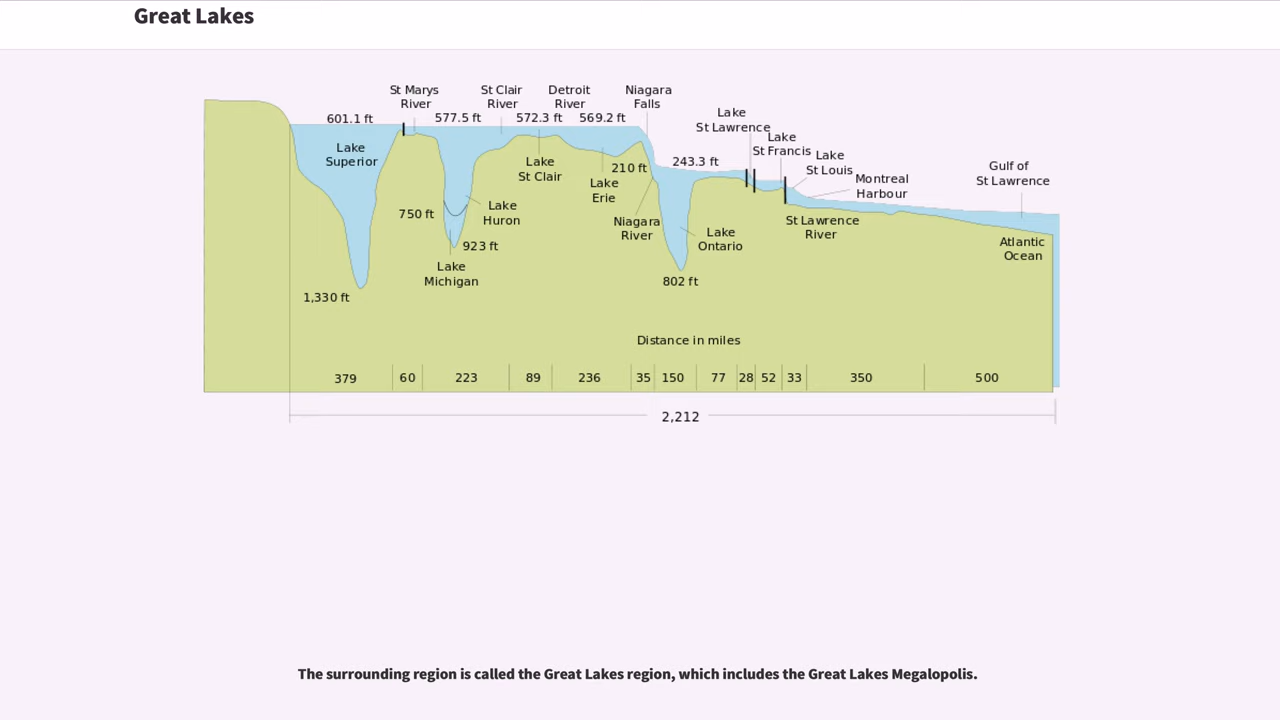 Great Lakes
St Marys
River
St Clair
River
Detroit
River
Niagara
Falls
Lake
St Lawrence
601.1 ft
577.5 ft
572.3 ft
569.2 ft
Lake
St Francis
Lake
Superior
Lake
St Clair
210 ft
243.3 ft
Lake
St Louis
Montreal
Harbour
Gulf of
St Lawrence
Lake
Erie
750 ft
Lake
Huron
Niagara
River
Lake
Ontario
St Lawrence
River
Atlantic
Ocean
923 ft
Lake
Michigan
802 ft
1,330 ft
Distance in miles
379 60 223 89 236 35 150 77 28 52 33 350 500
2,212
The surrounding region is called the Great Lakes region, which includes the Great Lakes Megalopolis.